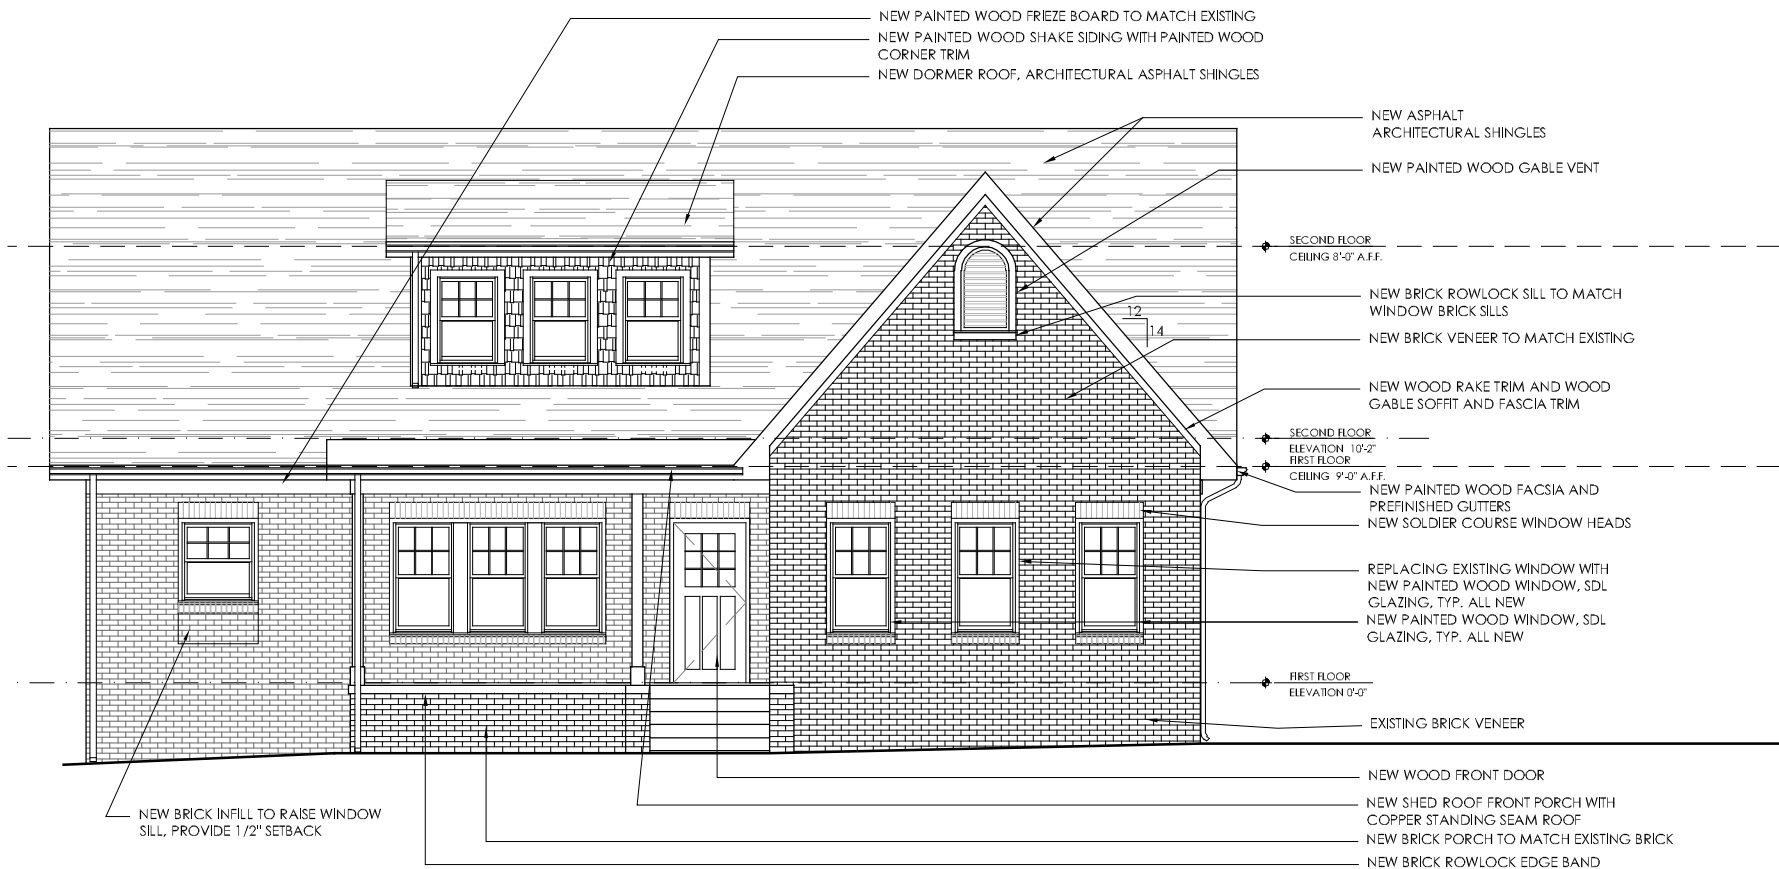 NEW PAINTED WOOD FRIEZE BOARD TO MATCH EXISTING
NEW PAINTED WOOD SHAKE SIDING WITH PAINTED WOOD
CORNER TRIM
NEW DORMER ROOF, ARCHITECTURAL ASPHALT SHINGLES
NEW ASPHALT
ARCHITECTURAL SHINGLES
NEW PAINTED WOOD GABLE VENT
SECOND FLOOR
CEILING 8'-0" A.F.F.
NEW BRICK ROWLOCK SILL TO MATCH
WINDOW BRICK SILLS
12
14
NEW BRICK VENEER TO MATCH EXISTING
NEW WOOD RAKE TRIM AND WOOD
GABLE SOFFIT AND FASCIA TRIM
SECOND FLOOR
ELEVATION 10'-2"
FIRST FLOOR
CEILING 9'-0" A.F.F.
NEW PAINTED WOOD FACSIA AND
PREFINISHED GUTTERS
NEW SOLDIER COURSE WINDOW HEADS
REPLACING EXISTING WINDOW WITH
NEW PAINTED WOOD WINDOW, SDL
GLAZING, TYP. ALL NEW
NEW PAINTED WOOD WINDOW, SDL
GLAZING, TYP. ALL NEW
FIRST FLOOR
ELEVATION 0'-0"
EXISTING BRICK VENEER
NEW WOOD FRONT DOOR
NEW SHED ROOF FRONT PORCH WITH
COPPER STANDING SEAM ROOF
NEW BRICK PORCH TO MATCH EXISTING BRICK
NEW BRICK ROWLOCK EDGE BAND
NEW BRICK INFILL TO RAISE WINDOW
SILL, PROVIDE 1/2" SETBACK